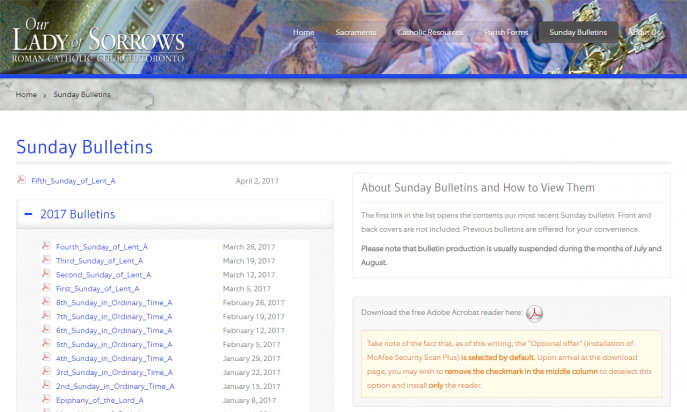 Our
LADY of SORROWS
ROMAN CATHOLIC CHURCH TORONTO
Home Sacraments Catholic Resources Parish Forms Sunday Bulletins About Us
Home > Sunday Bulletins
Sunday Bulletins
Fifth_Sunday_of_Lent_A April 2, 2017
2017 Bulletins
Fourth_Sunday_of_Lent_A March 26, 2017
Third_Sunday_of_Lent_A March 19, 2017
Second_Sunday_of_Lent_A March 12, 2017
First_Sunday_of_Lent_A March 5, 2017
8th_Sunday_in_Ordinary_Time_A February 26, 2017
7th_Sunday_in_Ordinary_Time_A February 19, 2017
6th_Sunday_in_Ordinary_Time_A February 12, 2017
5th_Sunday_in_Ordinary_Time_A February 5, 2017
4th_Sunday_in_Ordinary_Time_A January 29, 2017
3rd_Sunday_in_Ordinary_Time_A January 22, 2017
2nd_Sunday_in_Ordinary_Time_A January 15, 2017
Epiphany_of_the_Lord_A January 8, 2017
About Sunday Bulletins and How to View Them
The first link in the list opens the contents our most recent Sunday bulletin. Front and
back covers are not included. Previous bulletins are offered for your convenience.
Please note that bulletin production is usually suspended during the months of July and
August.
Download the free Adobe Acrobat reader here:
Take note of the fact that, as of this writing, the "Optional offer" (installation of
McAfee Security Scan Plus) is selected by default. Upon arrival at the download
page, you may wish to remove the checkmark in the middle column to deselect this
option and install only the reader.